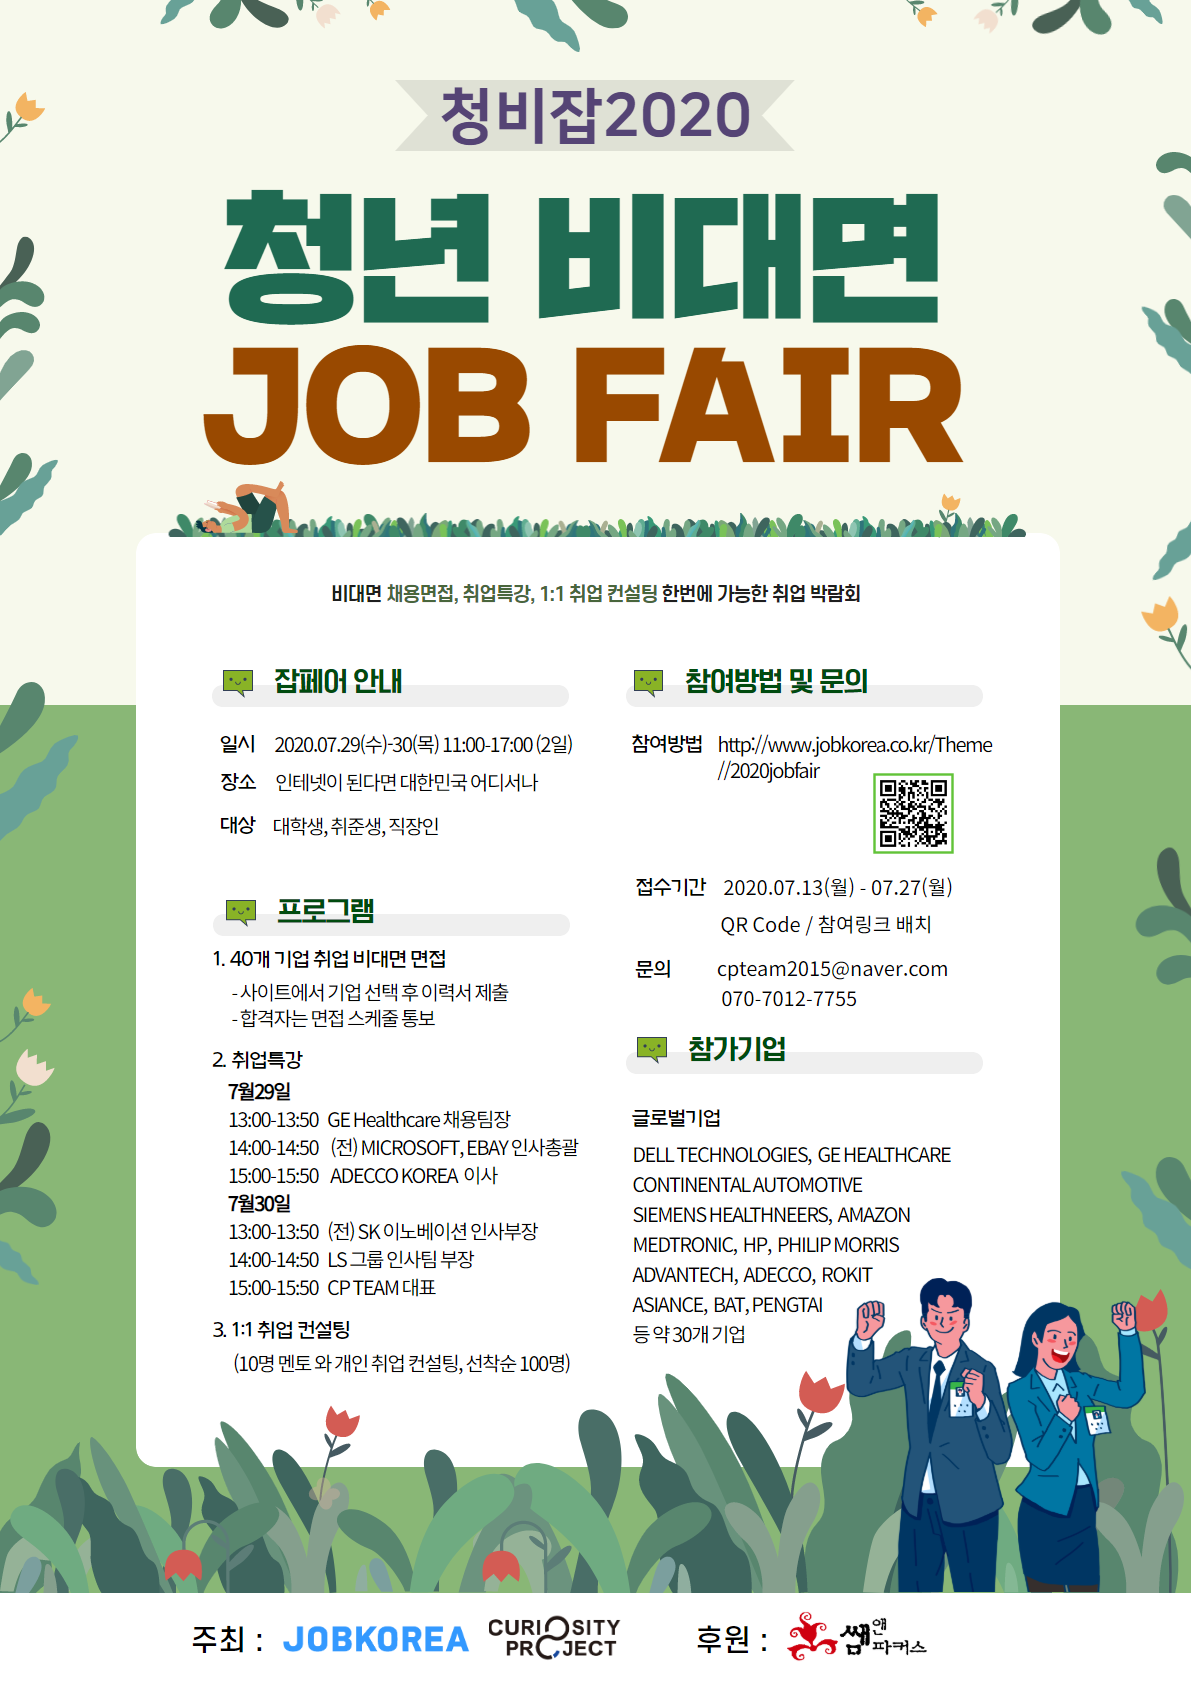 청비잡2020
청년 비대면
JOB FAIR
비대면 채용면접, 취업특강, 1:1 취업 컨설팅 한번에 가능한 취업 박람회
잡페어 안내
일시 2020.07.29(수)-30(목) 11:00-17:00 (2일)
장소 인테넷이 된다면 대한민국 어디서나
대상 대학생, 취준생, 직장인
프로그램
1. 40개 기업 취업 비대면 면접
- 사이트에서 기업 선택 후 이력서 제출
- 합격자는 면접 스케줄 통보
2. 취업특강
7월29일
13:00-13:50 GE Healthcare 채용팀장
14:00-14:50 (전) MICROSOFT, EBAY 인사총괄
15:00-15:50 ADECCO KOREA 이사
7월30일
13:00-13:50 (전) SK 이노베이션 인사부장
14:00-14:50 LS 그룹 인사팀 부장
15:00-15:50 CP TEAM 대표
3. 1:1 취업 컨설팅
(10명 멘토 와 개인 취업 컨설팅, 선착순 100명)
참여방법 및 문의
참여방법 http://www.jobkorea.co.kr/Theme
//2020jobfair
접수기간 2020.07.13(월) - 07.27(월)
QR Code / 참여링크 배치
문의 cpteam2015@naver.com
070-7012-7755
참가기업
글로벌기업
DELL TECHNOLOGIES, GE HEALTHCARE
CONTINENTAL AUTOMOTIVE
SIEMENS HEALTHNEERS, AMAZON
MEDTRONIC, HP, PHILIP MORRIS
ADVANTECH, ADECCO, ROKIT
ASIANCE, BAT, PENGTAI
등 약 30개 기업
주최 : JOBKOREA CURIOSITY PROJECT 후원 : 쌤앤파커스